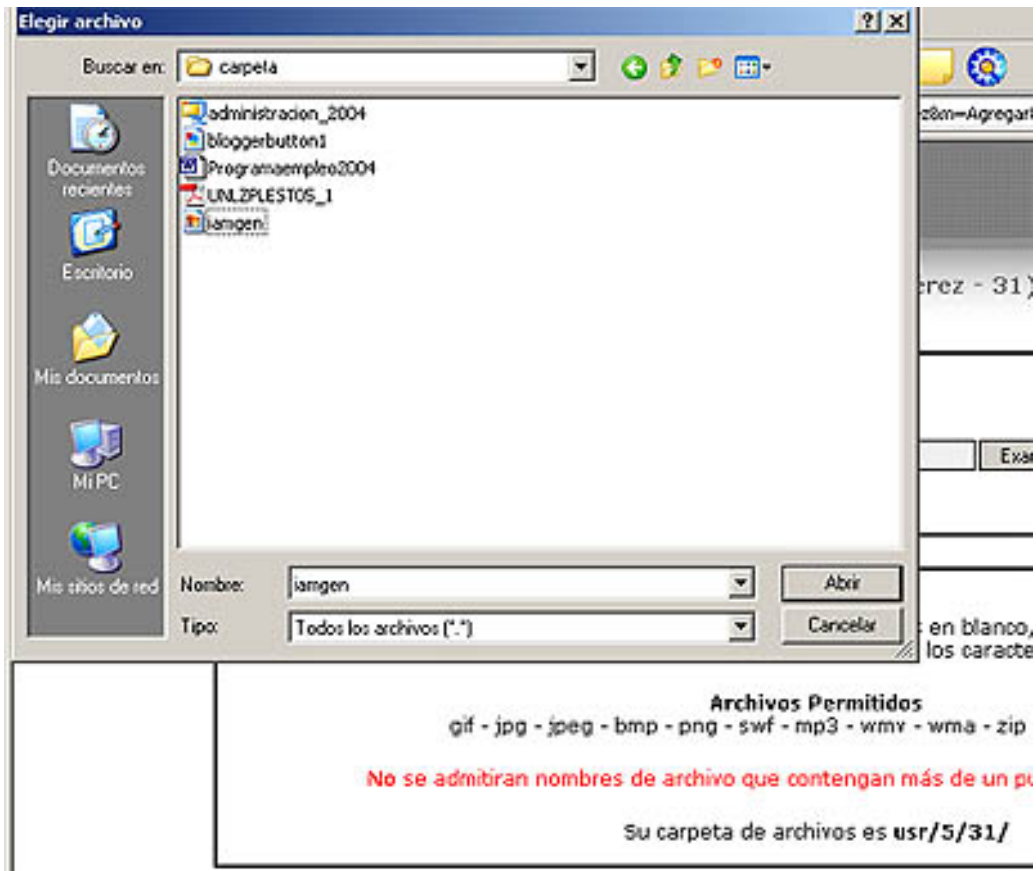 Elegir archivo
Buscar en: carpeta
administracion_2004
bloggerbutton1
Programaempleo2004
UNLZPLESTOS_1
iamgen
Documentos
recientes
Escritorio
Mis documentos
Mi PC
Mis sitios de red
Nombre: iamgen Abrir
Tipo: Todos los archivos (*.*) Cancelar
z&m=Agregar
erez - 31)
Exa
en blanco,
los caracte
Archivos Permitidos
gif - jpg - jpeg - bmp - png - swf - mp3 - wmv - wma - zip
No se admitiran nombres de archivo que contengan más de un pu
Su carpeta de archivos es usr/5/31/